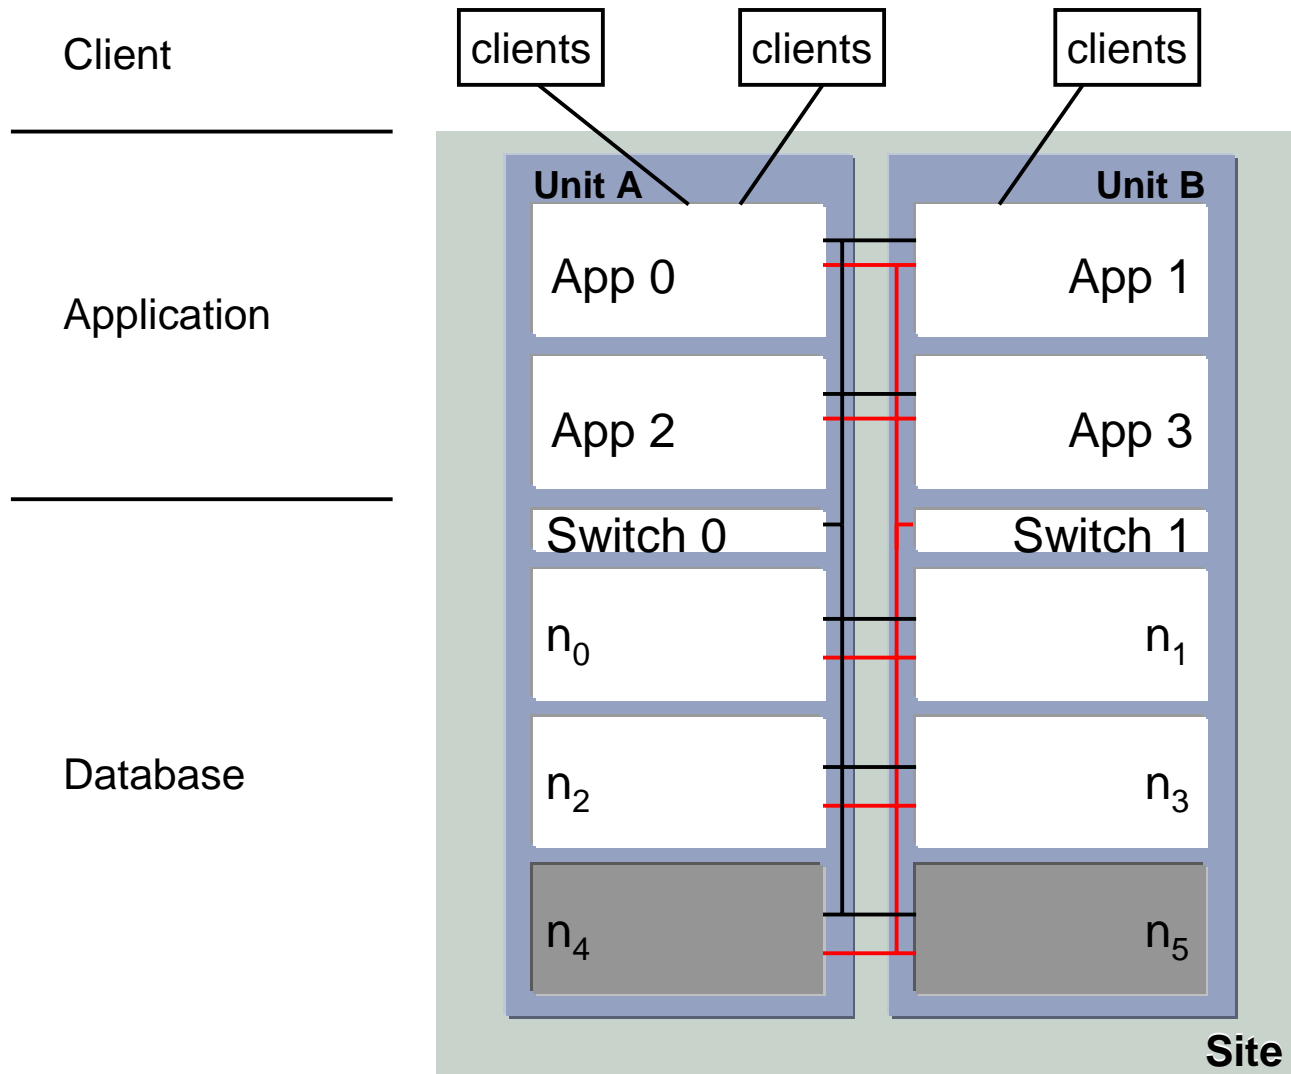 Client
clients clients clients
Unit A Unit B
App 0 App 1
Application
App 2 App 3
Switch 0 Switch 1
n₀ n₁
Database
n₂ n₃
n₄ n₅
Site